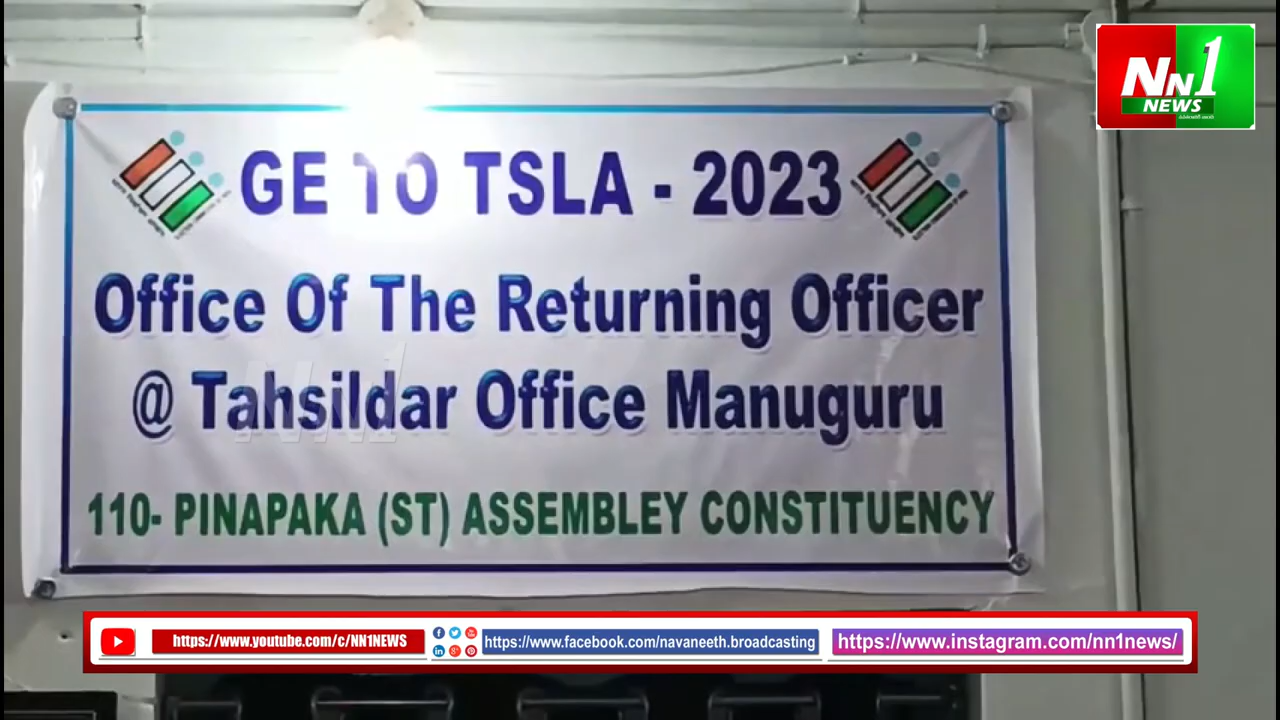 NN1
NEWS
GE TO TSLA - 2023
Office Of The Returning Officer
@ Tahsildar Office Manuguru
NN1
110- PINAPAKA (ST) ASSEMBLEY CONSTITUENCY
https://www.youtube.com/c/NN1NEWS
https://www.facebook.com/navaneeth.broadcasting
https://www.instagram.com/nn1news/